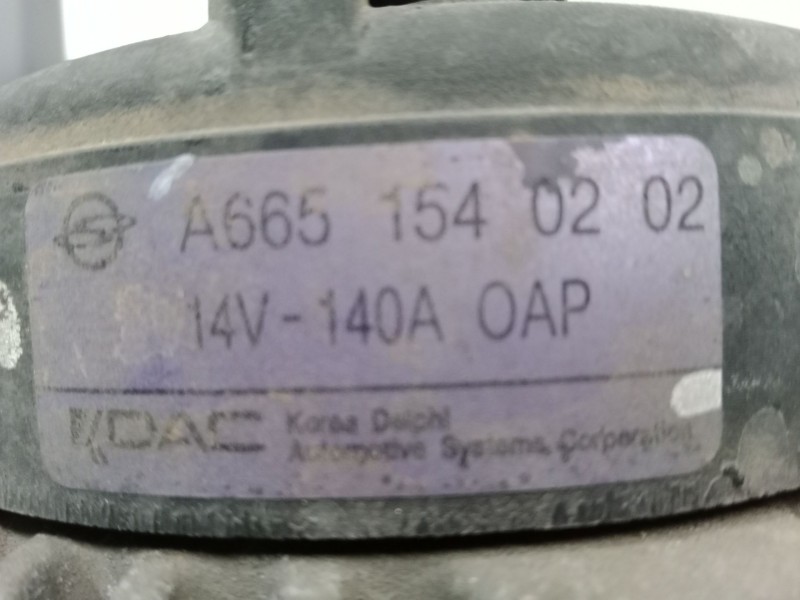 A665 154 02 02
14V-140A OAP
KDAC Korea Delphi
Automotive Systems, Corporation